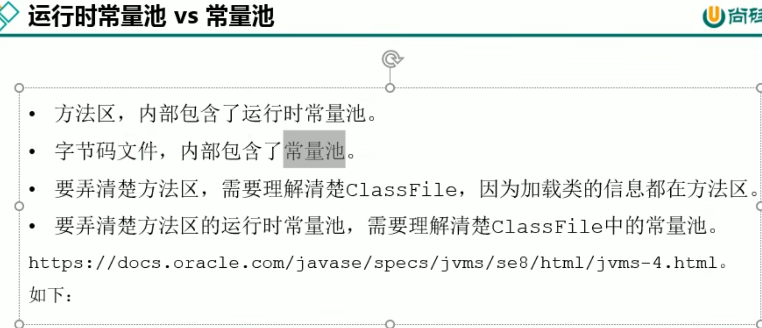 运行时常量池 vs 常量池
尚硅
• 方法区，内部包含了运行时常量池。
• 字节码文件，内部包含了常量池。
• 要弄清楚方法区，需要理解清楚ClassFile，因为加载类的信息都在方法区。
• 要弄清楚方法区的运行时常量池，需要理解清楚ClassFile中的常量池。
https://docs.oracle.com/javase/specs/jvms/se8/html/jvms-4.html。
如下：